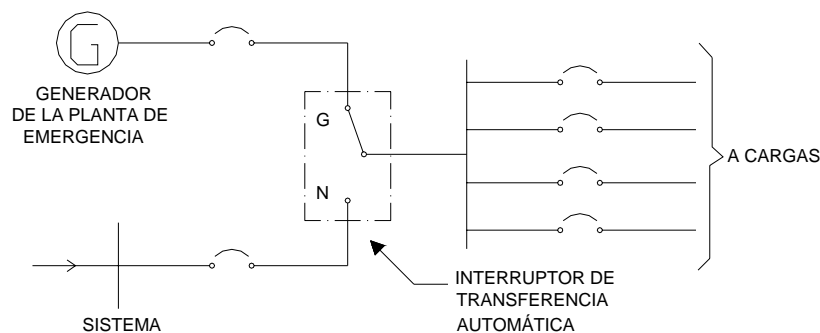 G
GENERADOR
DE LA PLANTA DE
EMERGENCIA
G
N
A CARGAS
INTERRUPTOR DE
TRANSFERENCIA
AUTOMÁTICA
SISTEMA